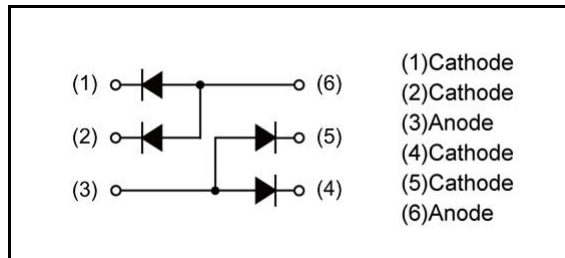 (1) (6)
(2) (5)
(3) (4)
(1)Cathode
(2)Cathode
(3)Anode
(4)Cathode
(5)Cathode
(6)Anode